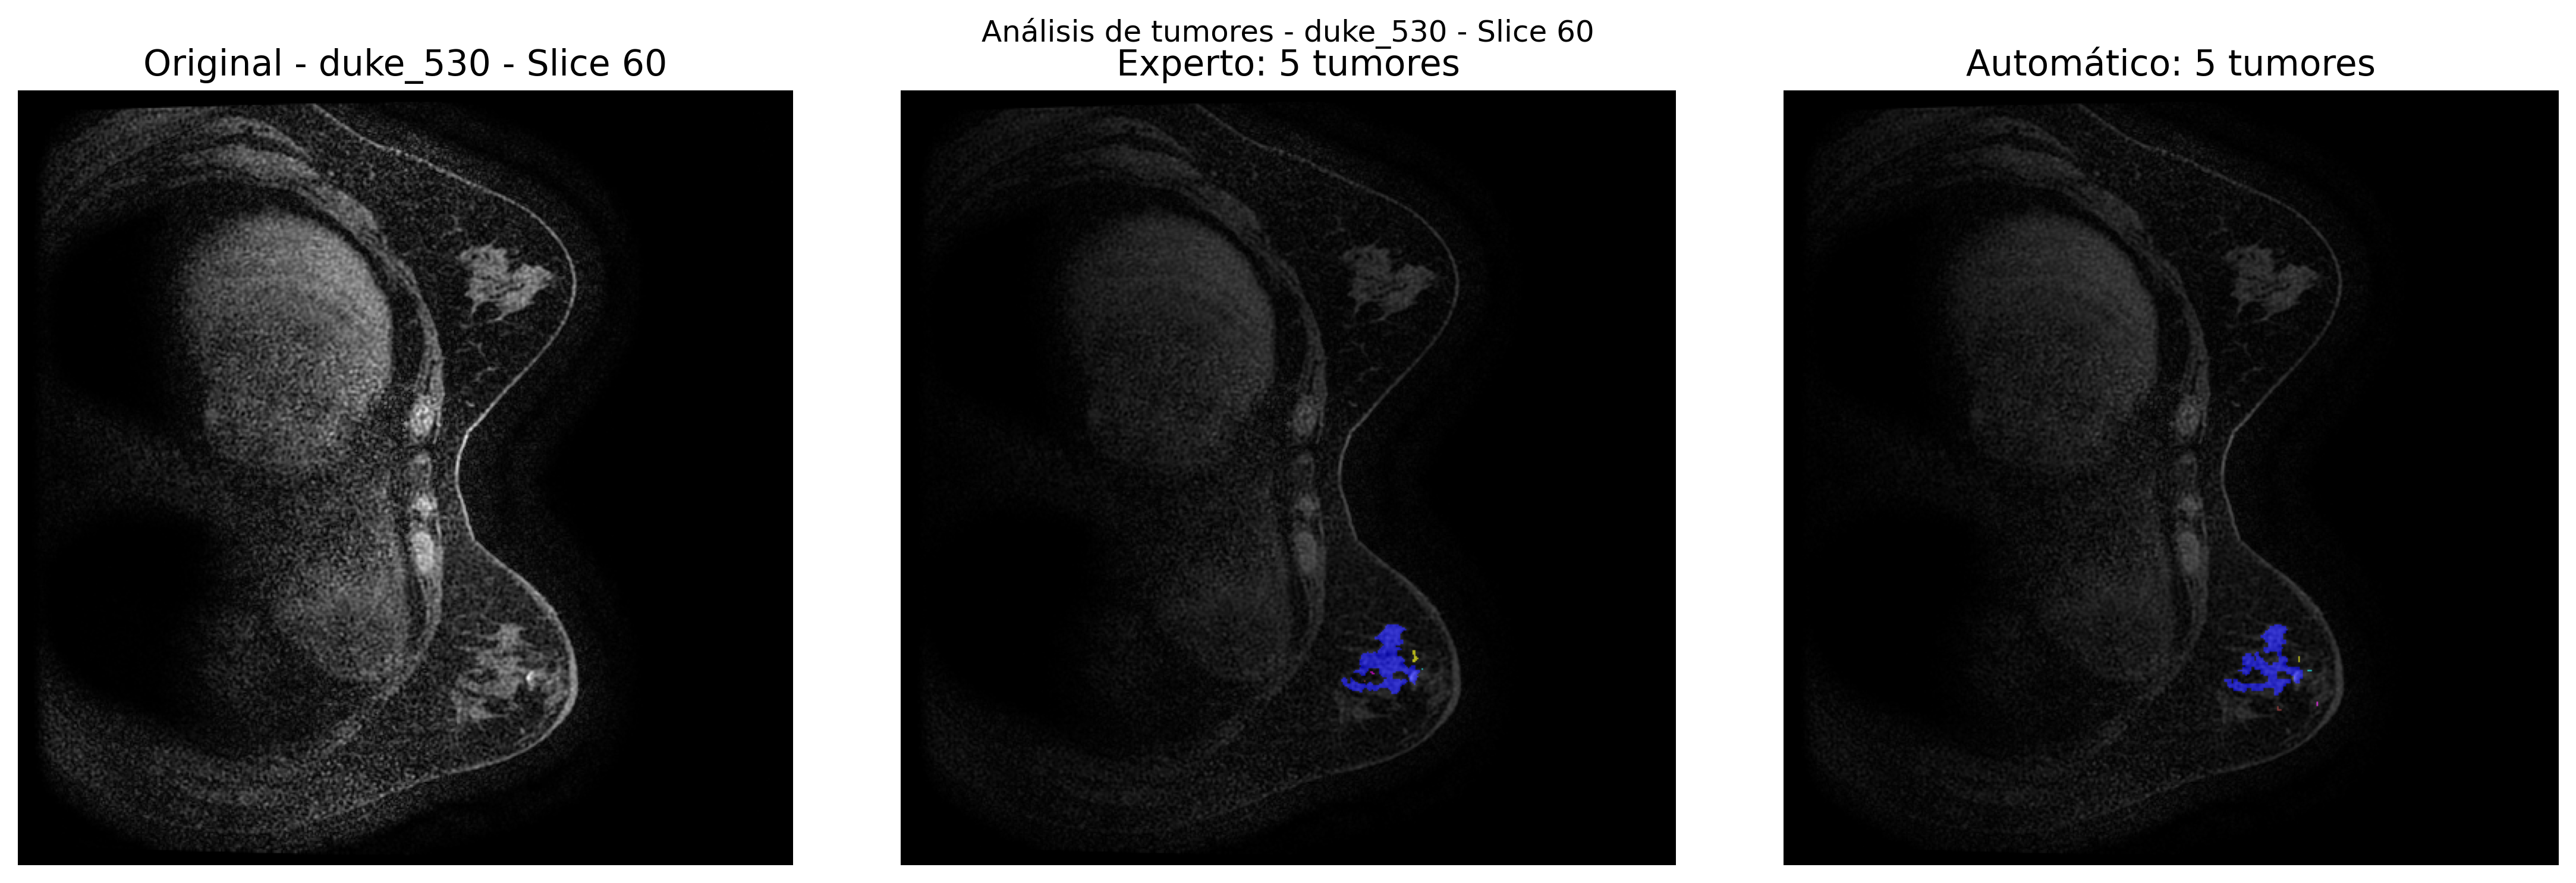 Análisis de tumores - duke_530 - Slice 60
Original - duke_530 - Slice 60
Experto: 5 tumores
Automático: 5 tumores